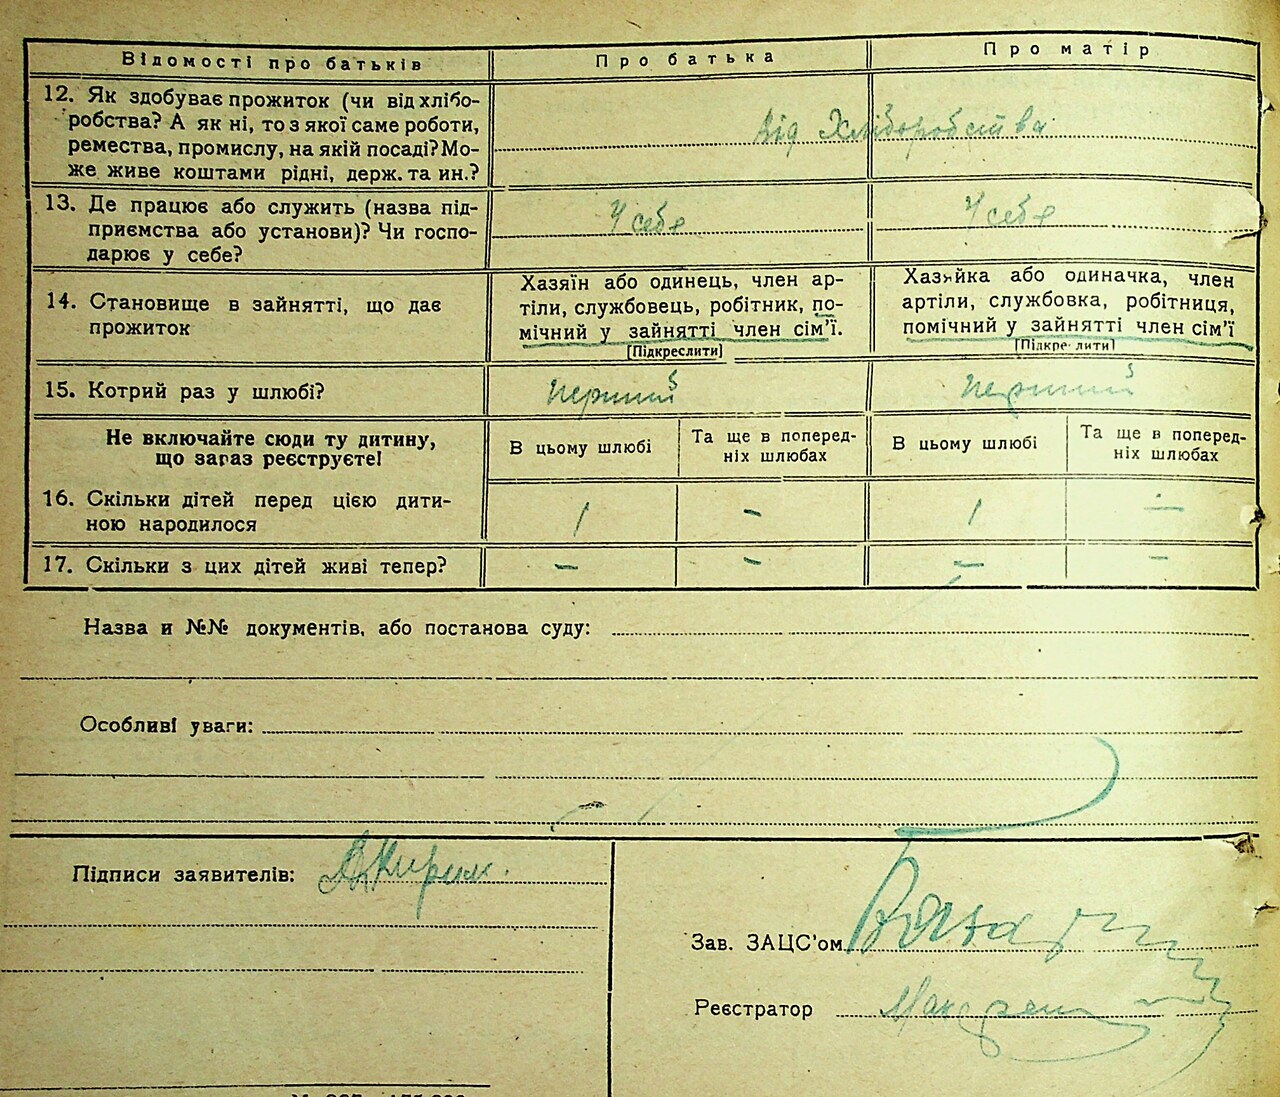 Відомості про батьків
Про батька
Про матір
12. Як здобуває прожиток (чи від хлібо-
робства? А як ні, то з якої саме роботи,
ремества, промислу, на якій посаді? Мо-
же живе коштами рідні, держ. та ин.?
від Хліборобства
13. Де працює або служить (назва під-
приємства або установи)? Чи госпо-
дарює у себе?
У себе
У себе
14. Становище в зайнятті, що дає
прожиток
Хазяїн або одинець, член ар-
тіли, службовець, робітник, по-
мічний у зайнятті член сім'ї.
[Підкреслити]
Хазяйка або одиначка, член
артіли, службовка, робітниця,
помічний у зайнятті член сім'ї
[Підкреслити]
15. Котрий раз у шлюбі?
перший
перший
Не включайте сюди ту дитину,
що зараз реєструєте!
В цьому шлюбі
Та ще в поперед-
ніх шлюбах
В цьому шлюбі
Та ще в поперед-
ніх шлюбах
16. Скільки дітей перед цією дити-
ною народилося
1
-
1
-
17. Скільки з цих дітей живі тепер?
-
-
-
-
Назва и №№ документів, або постанова суду:
Особливі уваги:
Підписи заявителів:
Зав. ЗАЦС'ом
Реєстратор